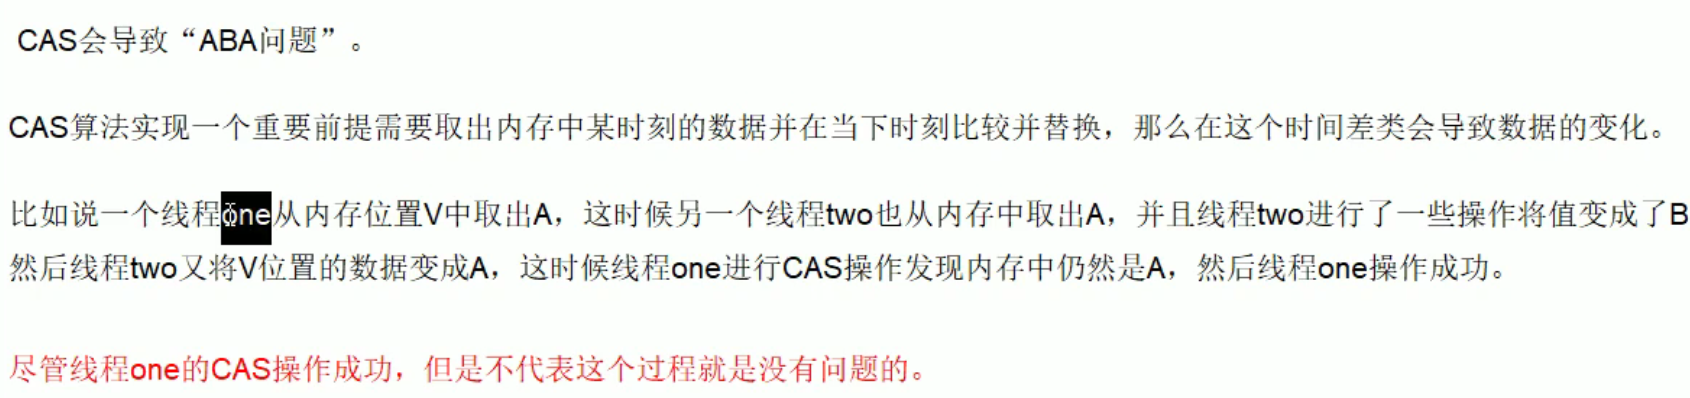 CAS会导致“ABA问题”。
CAS算法实现一个重要前提需要取出内存中某时刻的数据并在当下时刻比较并替换，那么在这个时间差类会导致数据的变化。
比如说一个线程one从内存位置V中取出A，这时候另一个线程two也从内存中取出A，并且线程two进行了一些操作将值变成了B
然后线程two又将V位置的数据变成A，这时候线程one进行CAS操作发现内存中仍然是A，然后线程one操作成功。
尽管线程one的CAS操作成功，但是不代表这个过程就是没有问题的。